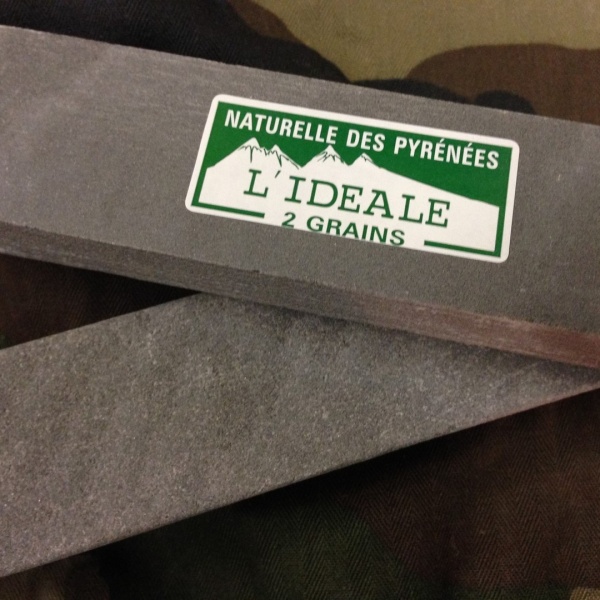 NATURELLE DES PYRÉNÉES
L'IDEALE
2 GRAINS